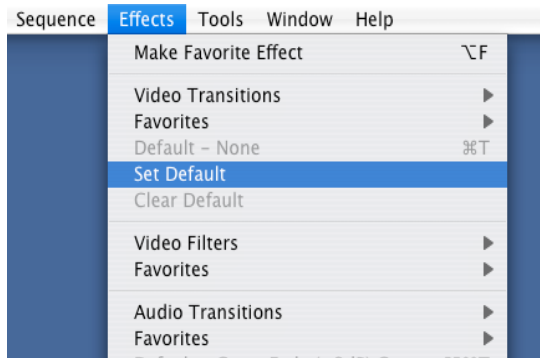 Sequence Effects Tools Window Help
Make Favorite Effect ⌥F
Video Transitions
Favorites
Default – None ⌘T
Set Default
Clear Default
Video Filters
Favorites
Audio Transitions
Favorites